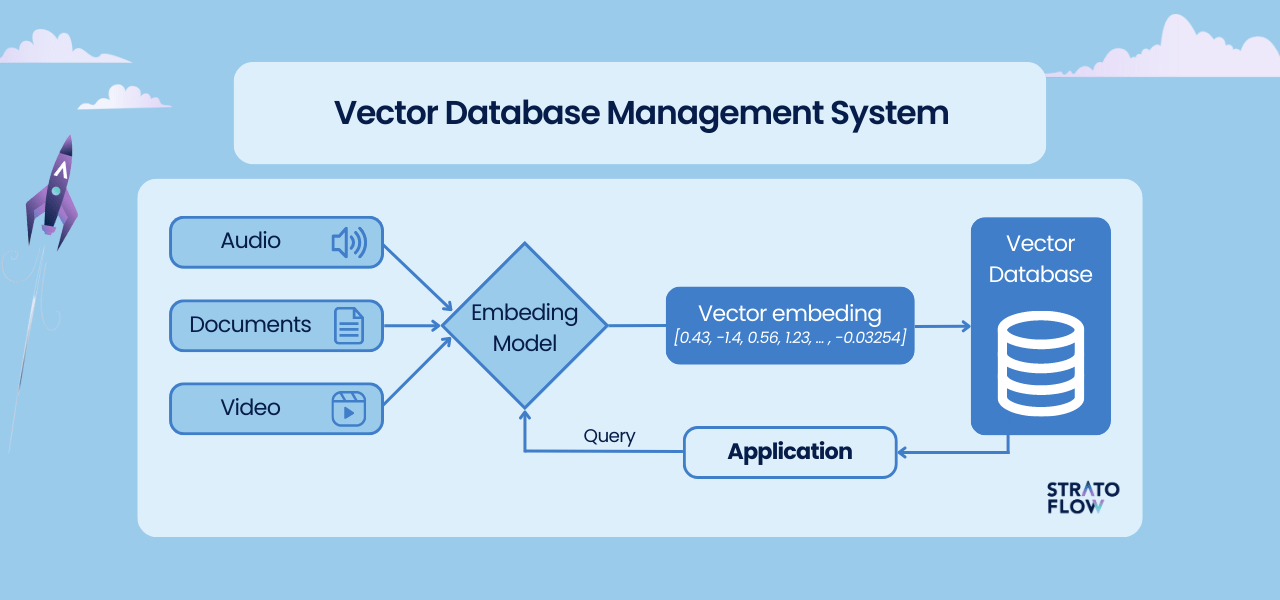 Vector Database Management System
Audio
Documents
Video
Embeding
Model
Vector embeding
[0.43, -1.4, 0.56, 1.23, ... , -0.03254]
Vector
Database
Query
Application
STRATO
FLOW